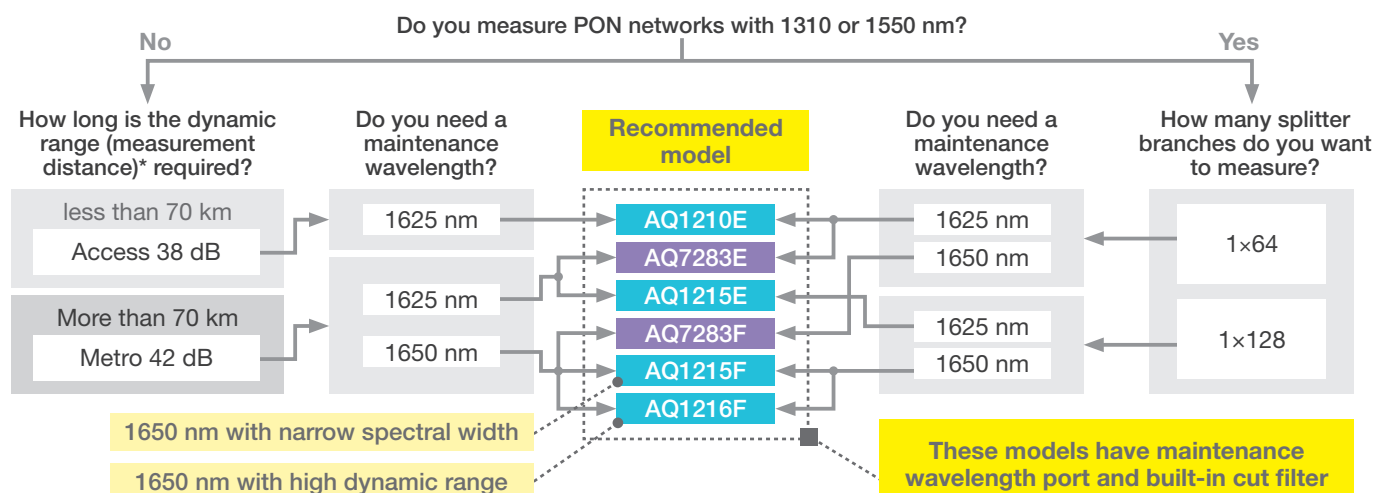 Do you measure PON networks with 1310 or 1550 nm?
No
Yes
How long is the dynamic
range (measurement
distance)* required?
less than 70 km
Access 38 dB
More than 70 km
Metro 42 dB
Do you need a
maintenance
wavelength?
1625 nm
1625 nm
1650 nm
Recommended
model
AQ1210E
AQ7283E
AQ1215E
AQ7283F
AQ1215F
AQ1216F
Do you need a
maintenance
wavelength?
1625 nm
1650 nm
1625 nm
1650 nm
How many splitter
branches do you want
to measure?
1×64
1×128
1650 nm with narrow spectral width
1650 nm with high dynamic range
These models have maintenance
wavelength port and built-in cut filter